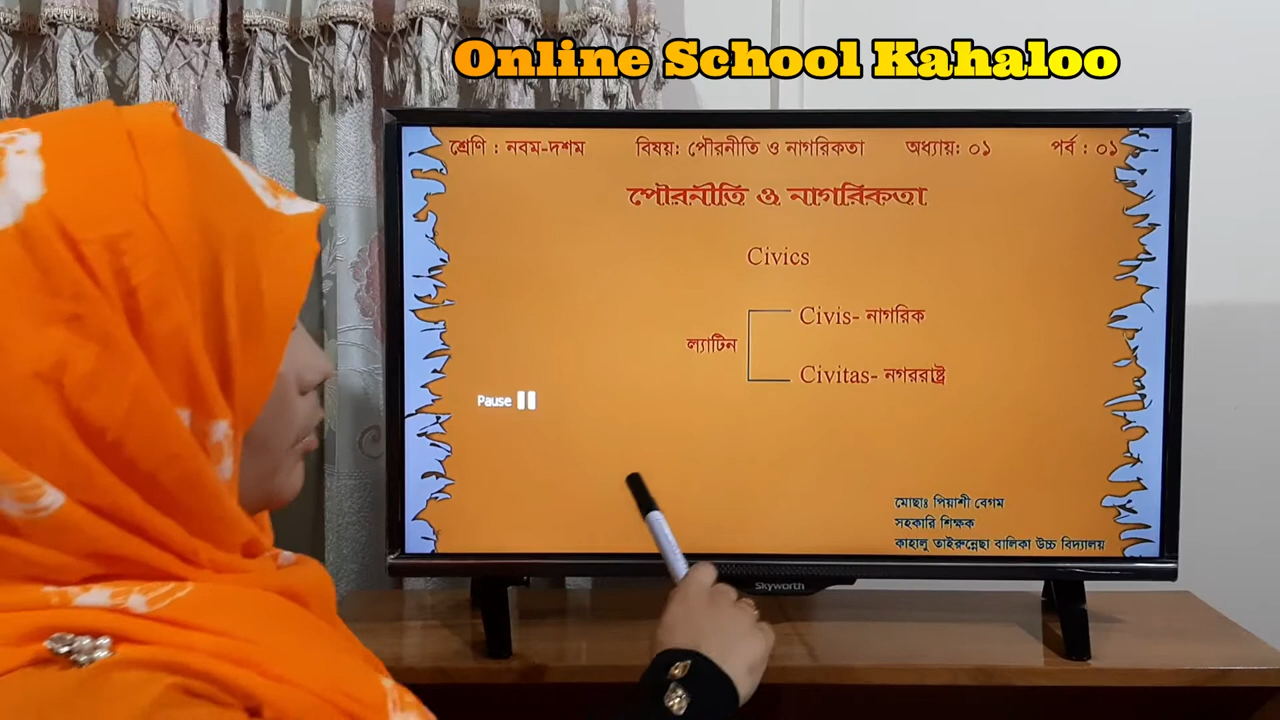 Online School Kahaloo
শ্রেণি : নবম-দশম বিষয়: পৌরনীতি ও নাগরিকতা অধ্যায়: ০১ পর্ব : ০১
পৌরনীতি ও নাগরিকতা
Civics
Civis- নাগরিক
ল্যাটিন
Civitas- নগররাষ্ট্র
Pause
মোছাঃ পিয়াশী বেগম
সহকারি শিক্ষক
কাহালু তাইরুন্নেছা বালিকা উচ্চ বিদ্যালয়
Skyworth